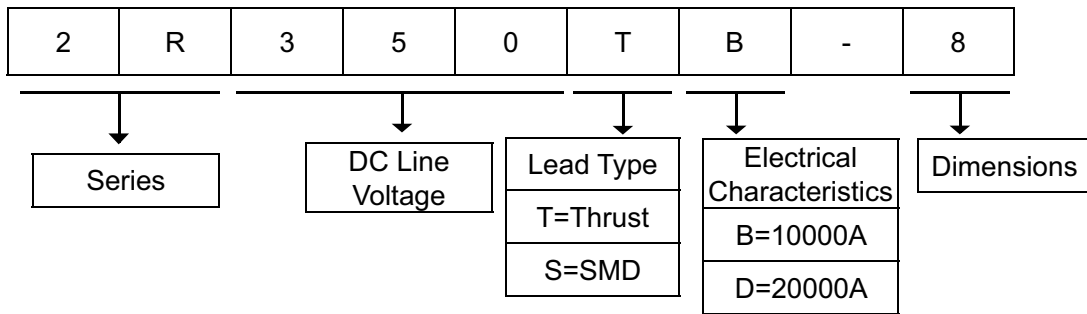 2 R 3 5 0 T B - 8
Series
DC Line
Voltage
Lead Type
T=Thrust
S=SMD
Electrical
Characteristics
B=10000A
D=20000A
Dimensions